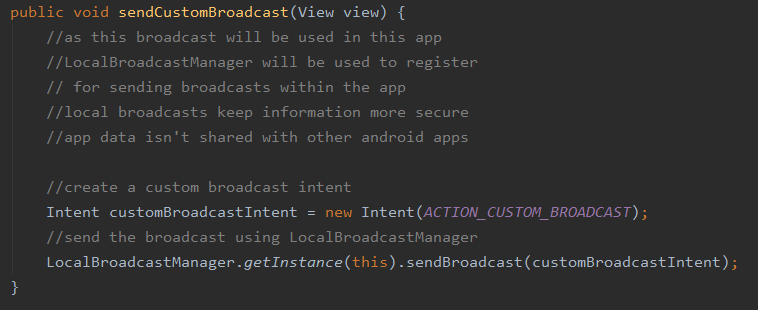 public void sendCustomBroadcast(View view) {
    //as this broadcast will be used in this app
    //LocalBroadcastManager will be used to register
    // for sending broadcasts within the app
    //local broadcasts keep information more secure
    //app data isn't shared with other android apps

    //create a custom broadcast intent
    Intent customBroadcastIntent = new Intent(ACTION_CUSTOM_BROADCAST);
    //send the broadcast using LocalBroadcastManager
    LocalBroadcastManager.getInstance(this).sendBroadcast(customBroadcastIntent);
}